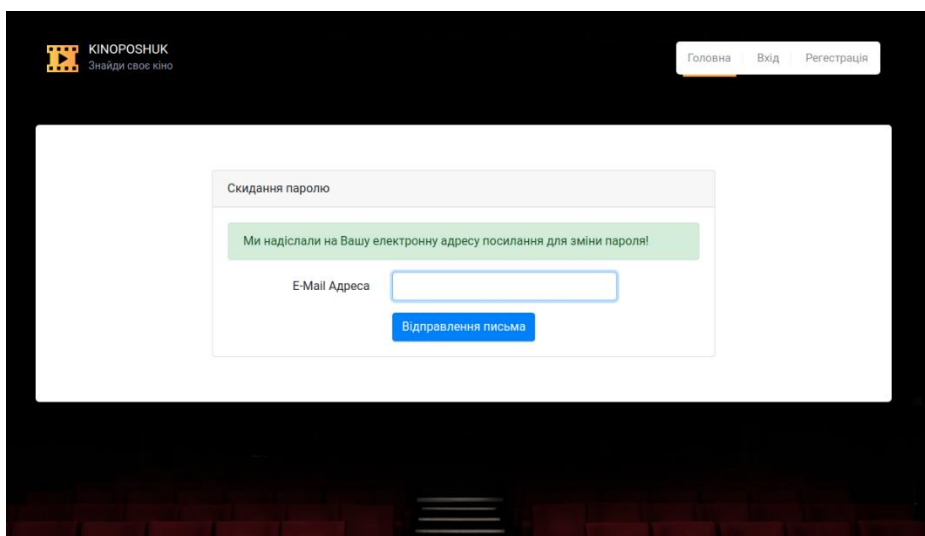 KINOPOSHUK
Знайди своє кіно
Головна Вхід Регестрація
Скидання паролю
Ми надіслали на Вашу електронну адресу посилання для зміни пароля!
E-Mail Адреса
Відправлення письма